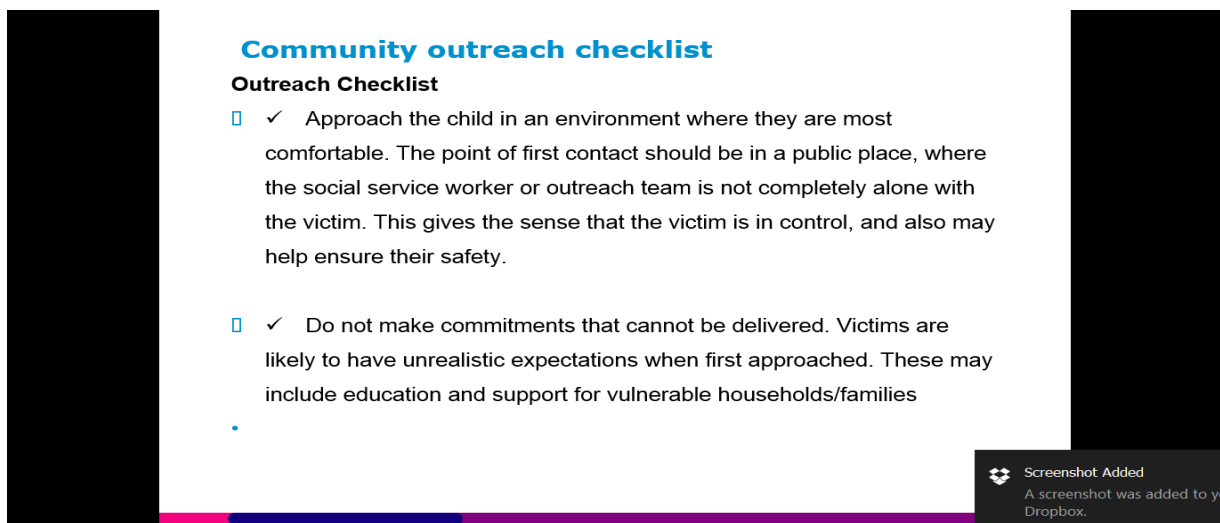 Community outreach checklist
Outreach Checklist
✓ Approach the child in an environment where they are most
comfortable. The point of first contact should be in a public place, where
the social service worker or outreach team is not completely alone with
the victim. This gives the sense that the victim is in control, and also may
help ensure their safety.
✓ Do not make commitments that cannot be delivered. Victims are
likely to have unrealistic expectations when first approached. These may
include education and support for vulnerable households/families
Screenshot Added
A screenshot was added to y
Dropbox.